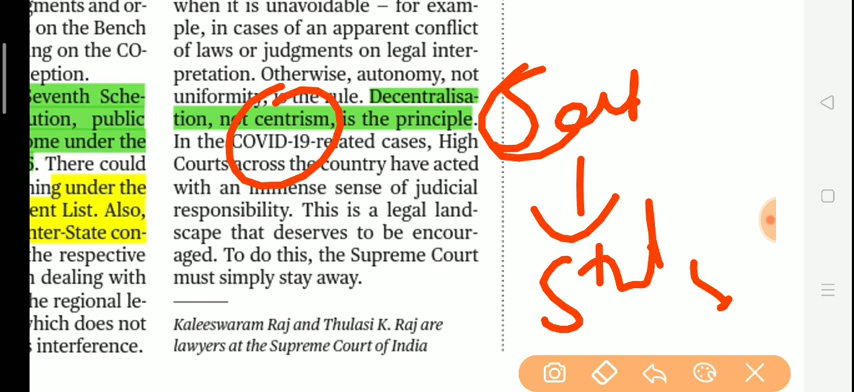 gments and or-
on the Bench
ng on the CO-
eption.
Seventh Sche-
ution, public
ome under the
6. There could
ning under the
ent List. Also,
nter-State con-
he respective
n dealing with
he regional le-
which does not
interference.
when it is unavoidable – for exam-
ple, in cases of an apparent conflict
of laws or judgments on legal inter-
pretation. Otherwise, autonomy, not
uniformity, is the rule. Decentralisa-
tion, not centrism, is the principle.
In the COVID-19-related cases, High
Courts across the country have acted
with an immense sense of judicial
responsibility. This is a legal land-
scape that deserves to be encour-
aged. To do this, the Supreme Court
must simply stay away.
Kaleeswaram Raj and Thulasi K. Raj are
lawyers at the Supreme Court of India